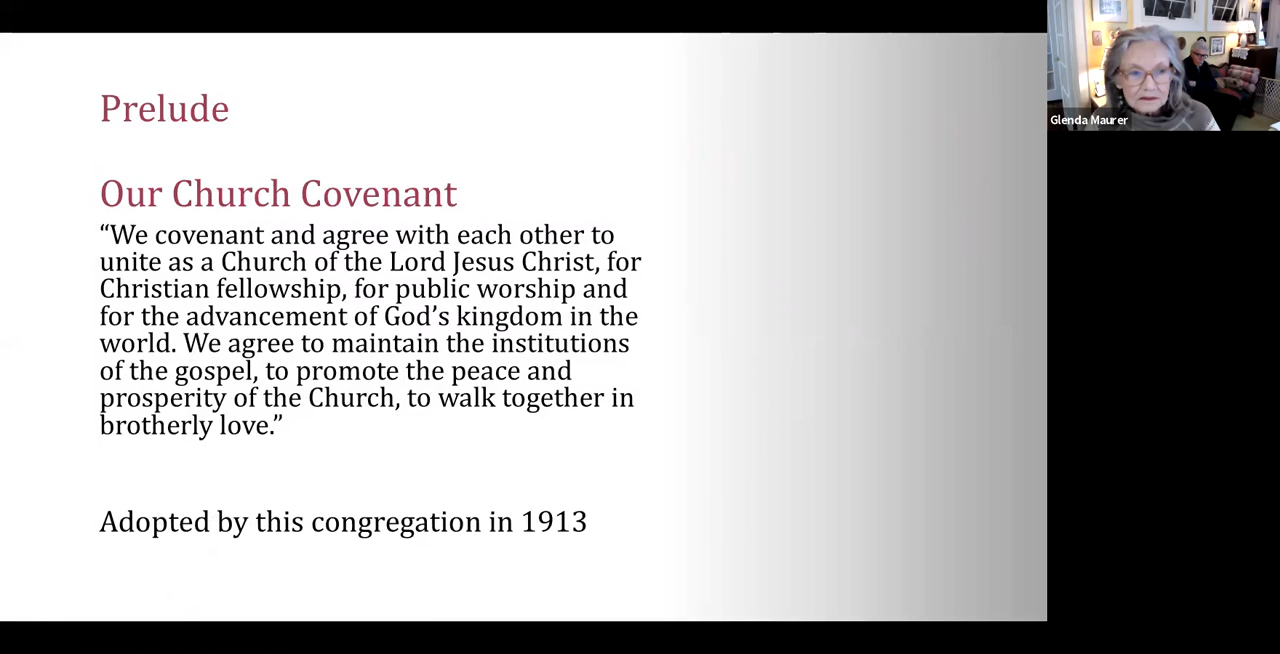 Prelude
Our Church Covenant
“We covenant and agree with each other to
unite as a Church of the Lord Jesus Christ, for
Christian fellowship, for public worship and
for the advancement of God’s kingdom in the
world. We agree to maintain the institutions
of the gospel, to promote the peace and
prosperity of the Church, to walk together in
brotherly love.”
Adopted by this congregation in 1913
Glenda Maurer